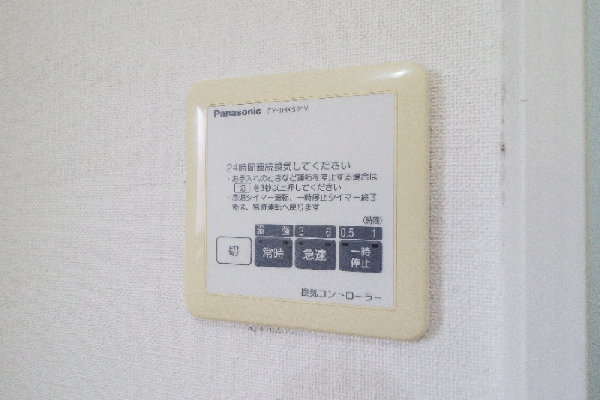 Panasonic
24時間連続換気してください
・お手入れのときなど運転を停止する場合は
切 を3秒以上押してください
・急速タイマー運転、一時停止タイマー終了
後は、常時運転へ戻ります
(時間)
弱 強 3 6 0.5 1
切 常時 急速 一時
停止
換気コントローラー